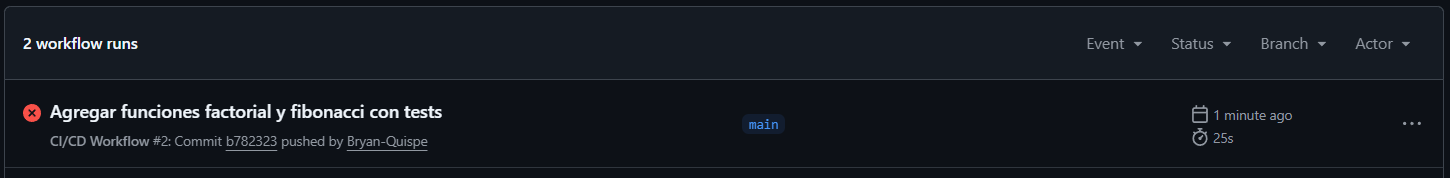 2 workflow runs
Event Status Branch Actor
Agregar funciones factorial y fibonacci con tests
CI/CD Workflow #2: Commit b782323 pushed by Bryan-Quispe
main
1 minute ago
25s